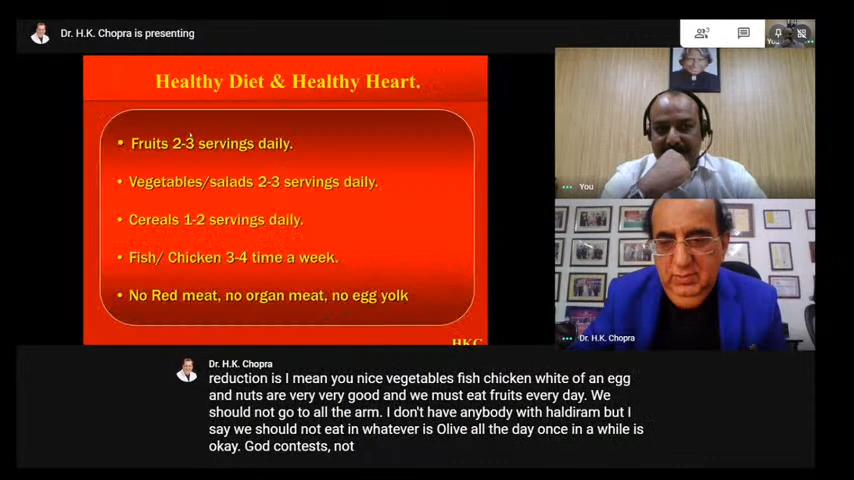 Dr. H.K. Chopra is presenting
Healthy Diet & Healthy Heart.
• Fruits 2-3 servings daily.
• Vegetables/salads 2-3 servings daily.
• Cereals 1-2 servings daily.
• Fish/ Chicken 3-4 time a week.
• No Red meat, no organ meat, no egg yolk
HKC
3
You
You
Dr. H.K. Chopra
Dr. H.K. Chopra
reduction is I mean you nice vegetables fish chicken white of an egg
and nuts are very very good and we must eat fruits every day. We
should not go to all the arm. I don't have anybody with haldiram but I
say we should not eat in whatever is Olive all the day once in a while is
okay. God contests, not